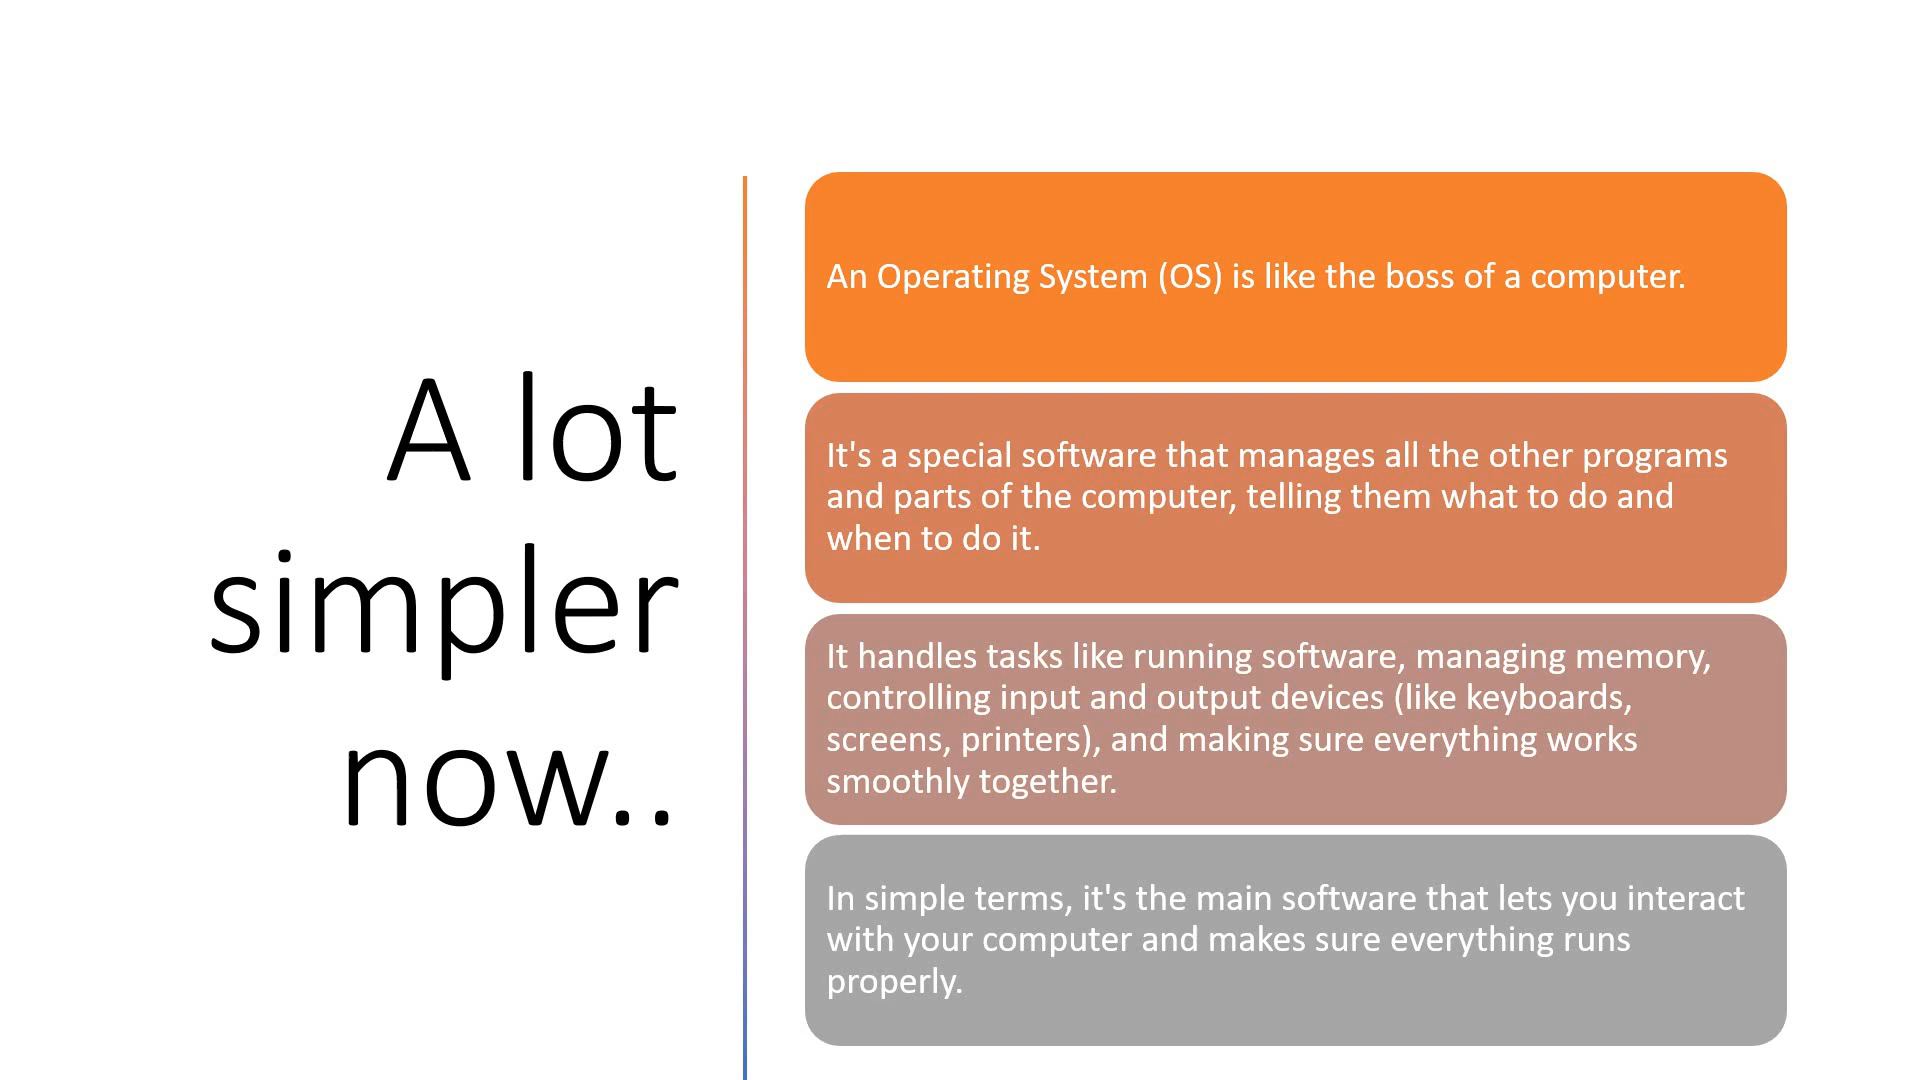 A lot
simpler
now..
An Operating System (OS) is like the boss of a computer.
It's a special software that manages all the other programs
and parts of the computer, telling them what to do and
when to do it.
It handles tasks like running software, managing memory,
controlling input and output devices (like keyboards,
screens, printers), and making sure everything works
smoothly together.
In simple terms, it's the main software that lets you interact
with your computer and makes sure everything runs
properly.